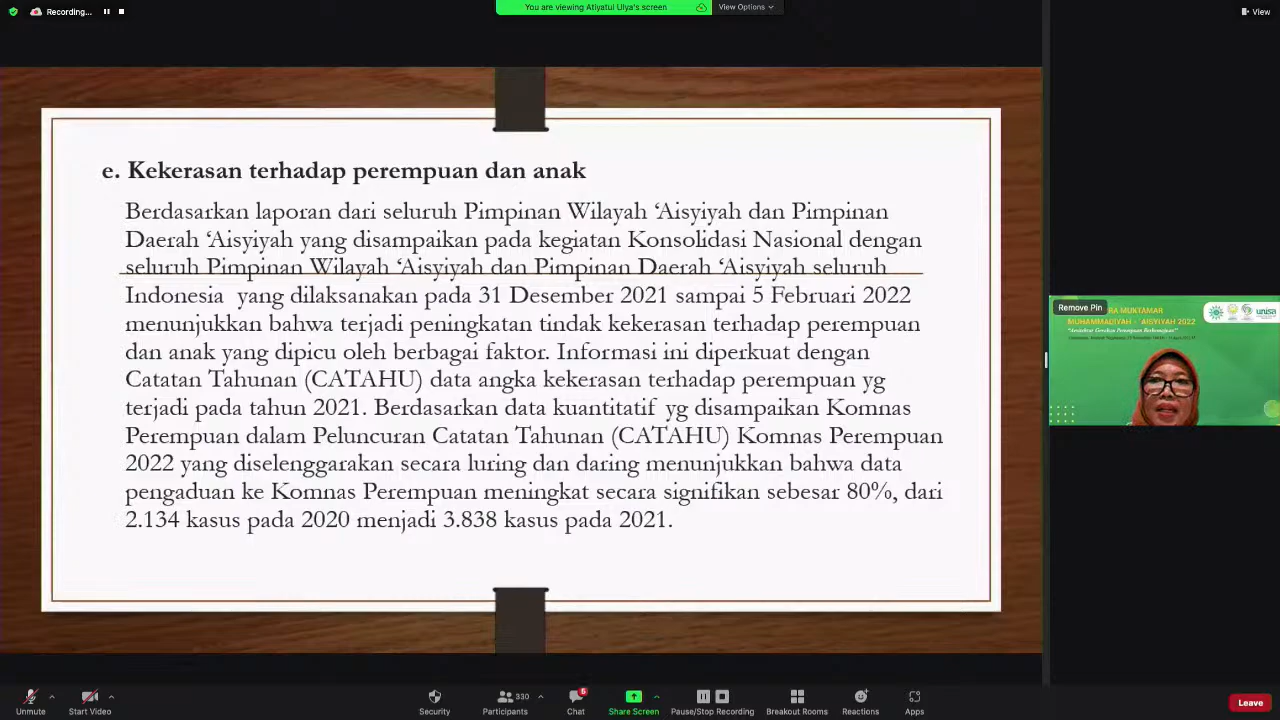 Recording...
You are viewing Atiyatul Ulya's screen
View Options
View
e. Kekerasan terhadap perempuan dan anak
Berdasarkan laporan dari seluruh Pimpinan Wilayah ‘Aisyiyah dan Pimpinan
Daerah ‘Aisyiyah yang disampaikan pada kegiatan Konsolidasi Nasional dengan
seluruh Pimpinan Wilayah ‘Aisyiyah dan Pimpinan Daerah ‘Aisyiyah seluruh
Indonesia  yang dilaksanakan pada 31 Desember 2021 sampai 5 Februari 2022
menunjukkan bahwa terjadi peningkatan tindak kekerasan terhadap perempuan
dan anak yang dipicu oleh berbagai faktor. Informasi ini diperkuat dengan
Catatan Tahunan (CATAHU) data angka kekerasan terhadap perempuan yg
terjadi pada tahun 2021. Berdasarkan data kuantitatif yg disampaikan Komnas
Perempuan dalam Peluncuran Catatan Tahunan (CATAHU) Komnas Perempuan
2022 yang diselenggarakan secara luring dan daring menunjukkan bahwa data
pengaduan ke Komnas Perempuan meningkat secara signifikan sebesar 80%, dari
2.134 kasus pada 2020 menjadi 3.838 kasus pada 2021.
Remove Pin
RA MUKTAMAR
MUHAMMADIYAH - 'AISYIYAH 2022
unisa
Unmute
Start Video
Security
330
Participants
6
Chat
Share Screen
Pause/Stop Recording
Breakout Rooms
Reactions
Apps
Leave